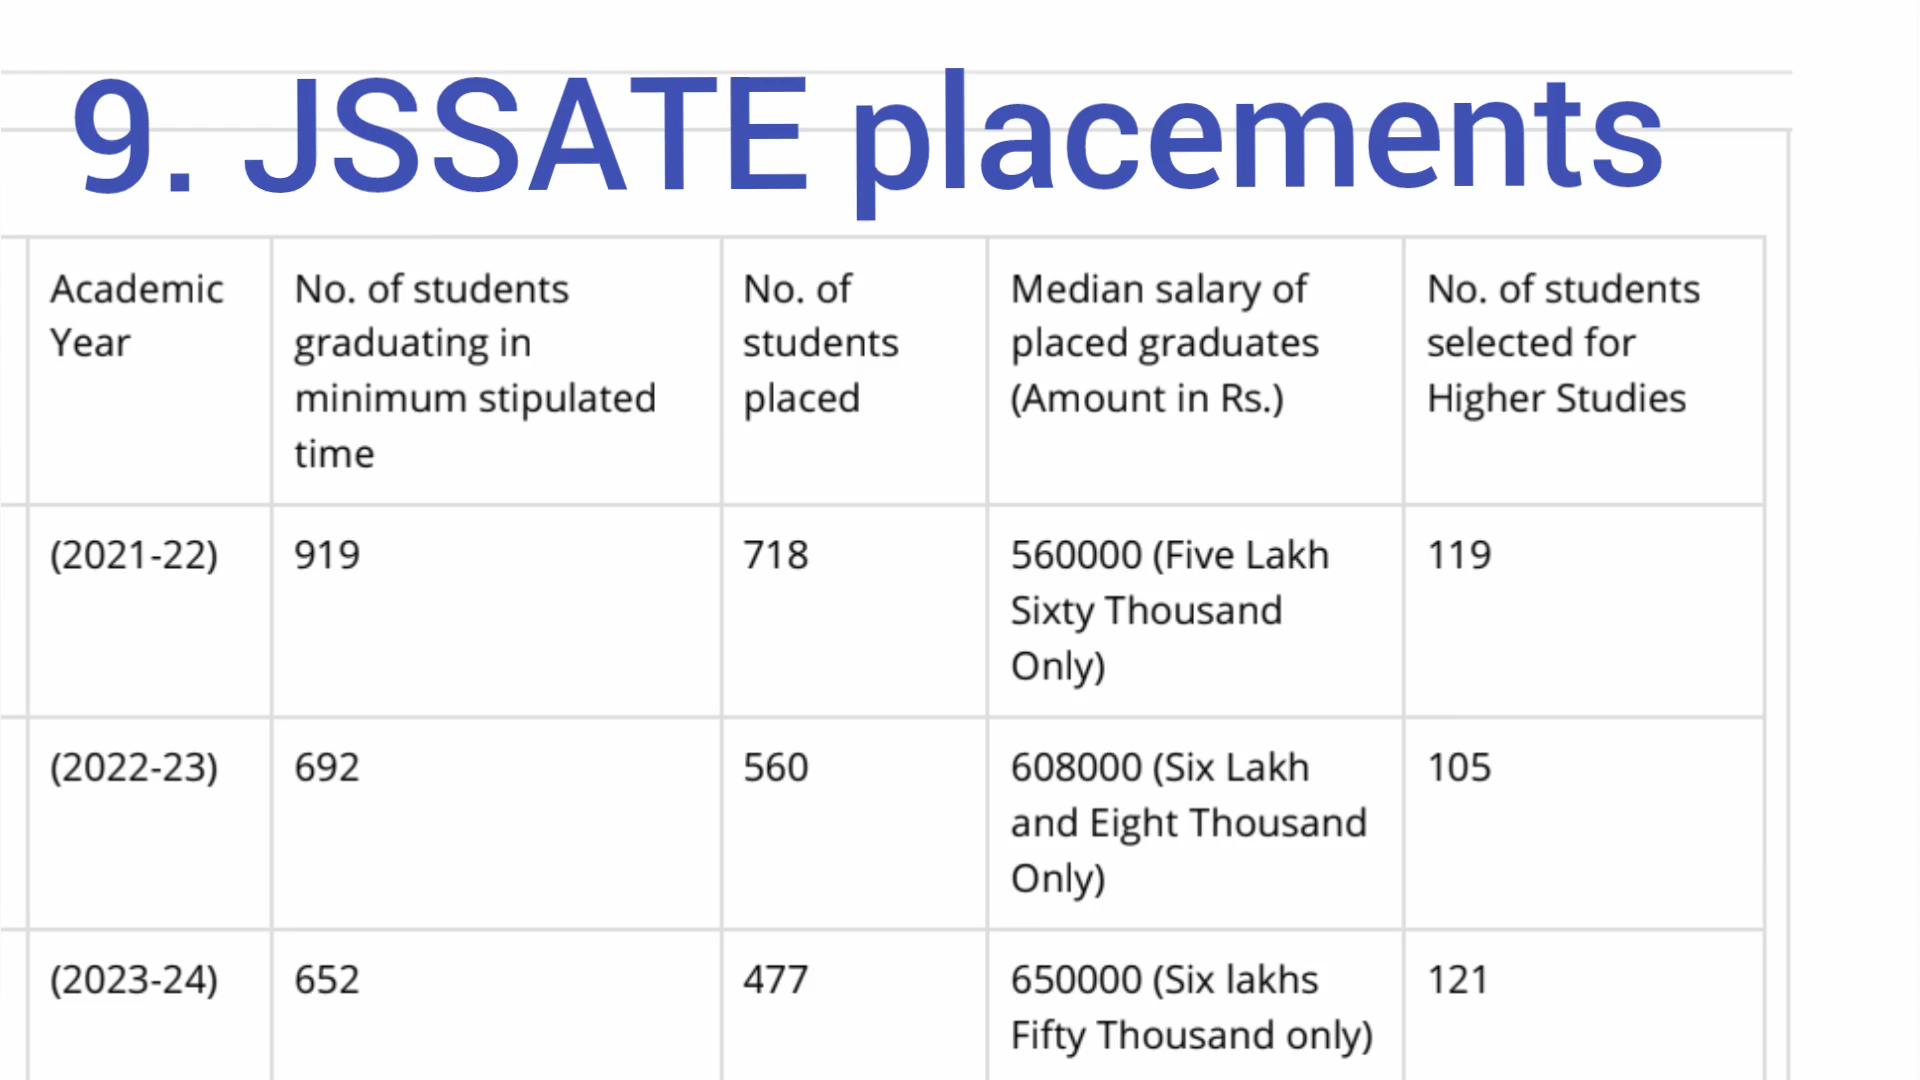 9. JSSATE placements
Academic
Year
No. of students
graduating in
minimum stipulated
time
No. of
students
placed
Median salary of
placed graduates
(Amount in Rs.)
No. of students
selected for
Higher Studies
(2021-22)
919
718
560000 (Five Lakh
Sixty Thousand
Only)
119
(2022-23)
692
560
608000 (Six Lakh
and Eight Thousand
Only)
105
(2023-24)
652
477
650000 (Six lakhs
Fifty Thousand only)
121